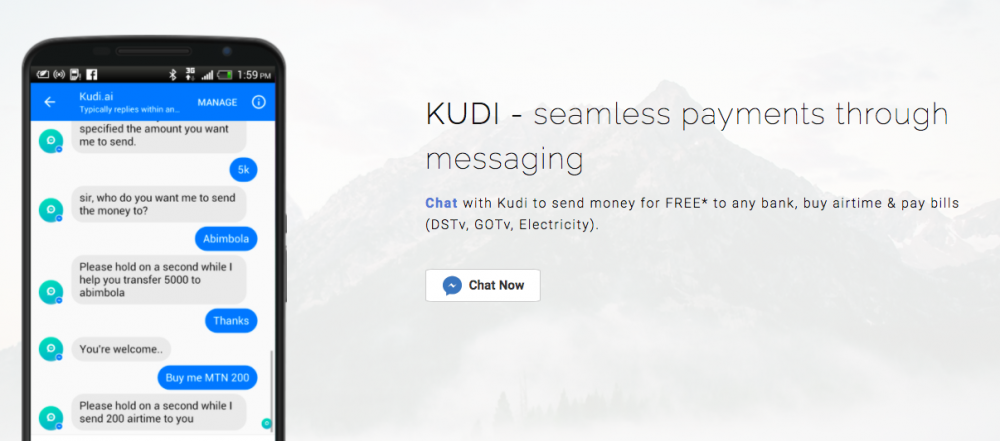 3G 1:59 PM
Kudi.ai
Typically replies within an...
MANAGE
specified the amount you want
me to send.
5k
sir, who do you want me to send
the money to?
Abimbola
Please hold on a second while I
help you transfer 5000 to
abimbola
Thanks
You're welcome..
Buy me MTN 200
Please hold on a second while I
send 200 airtime to you
KUDI - seamless payments through
messaging
Chat with Kudi to send money for FREE* to any bank, buy airtime & pay bills
(DSTv, GOTv, Electricity).
Chat Now